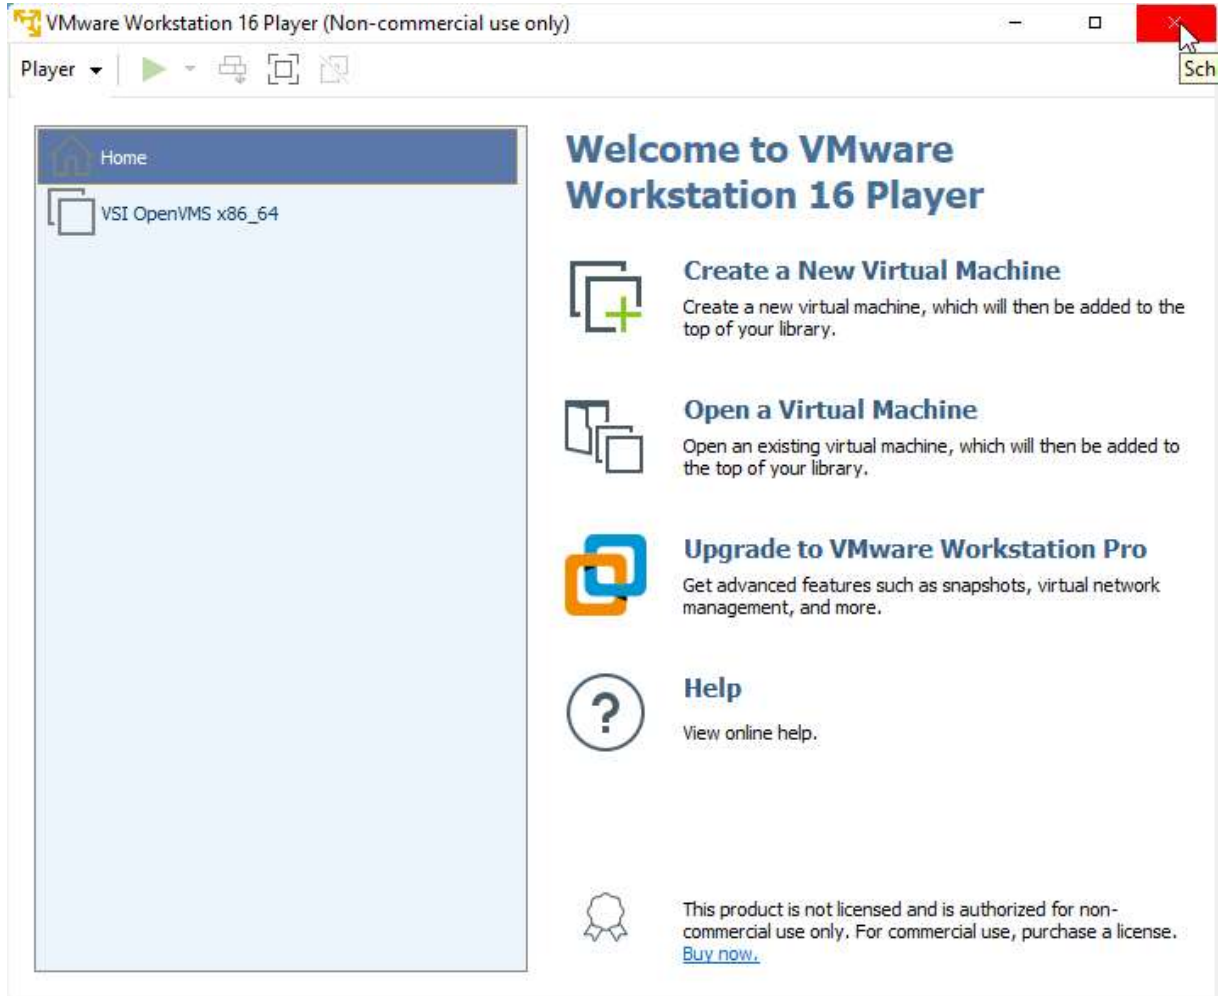 VMware Workstation 16 Player (Non-commercial use only)
Player
Sch
Home
VSI OpenVMS x86_64
Welcome to VMware
Workstation 16 Player
Create a New Virtual Machine
Create a new virtual machine, which will then be added to the
top of your library.
Open a Virtual Machine
Open an existing virtual machine, which will then be added to
the top of your library.
Upgrade to VMware Workstation Pro
Get advanced features such as snapshots, virtual network
management, and more.
?
Help
View online help.
This product is not licensed and is authorized for non-
commercial use only. For commercial use, purchase a license.
Buy now.